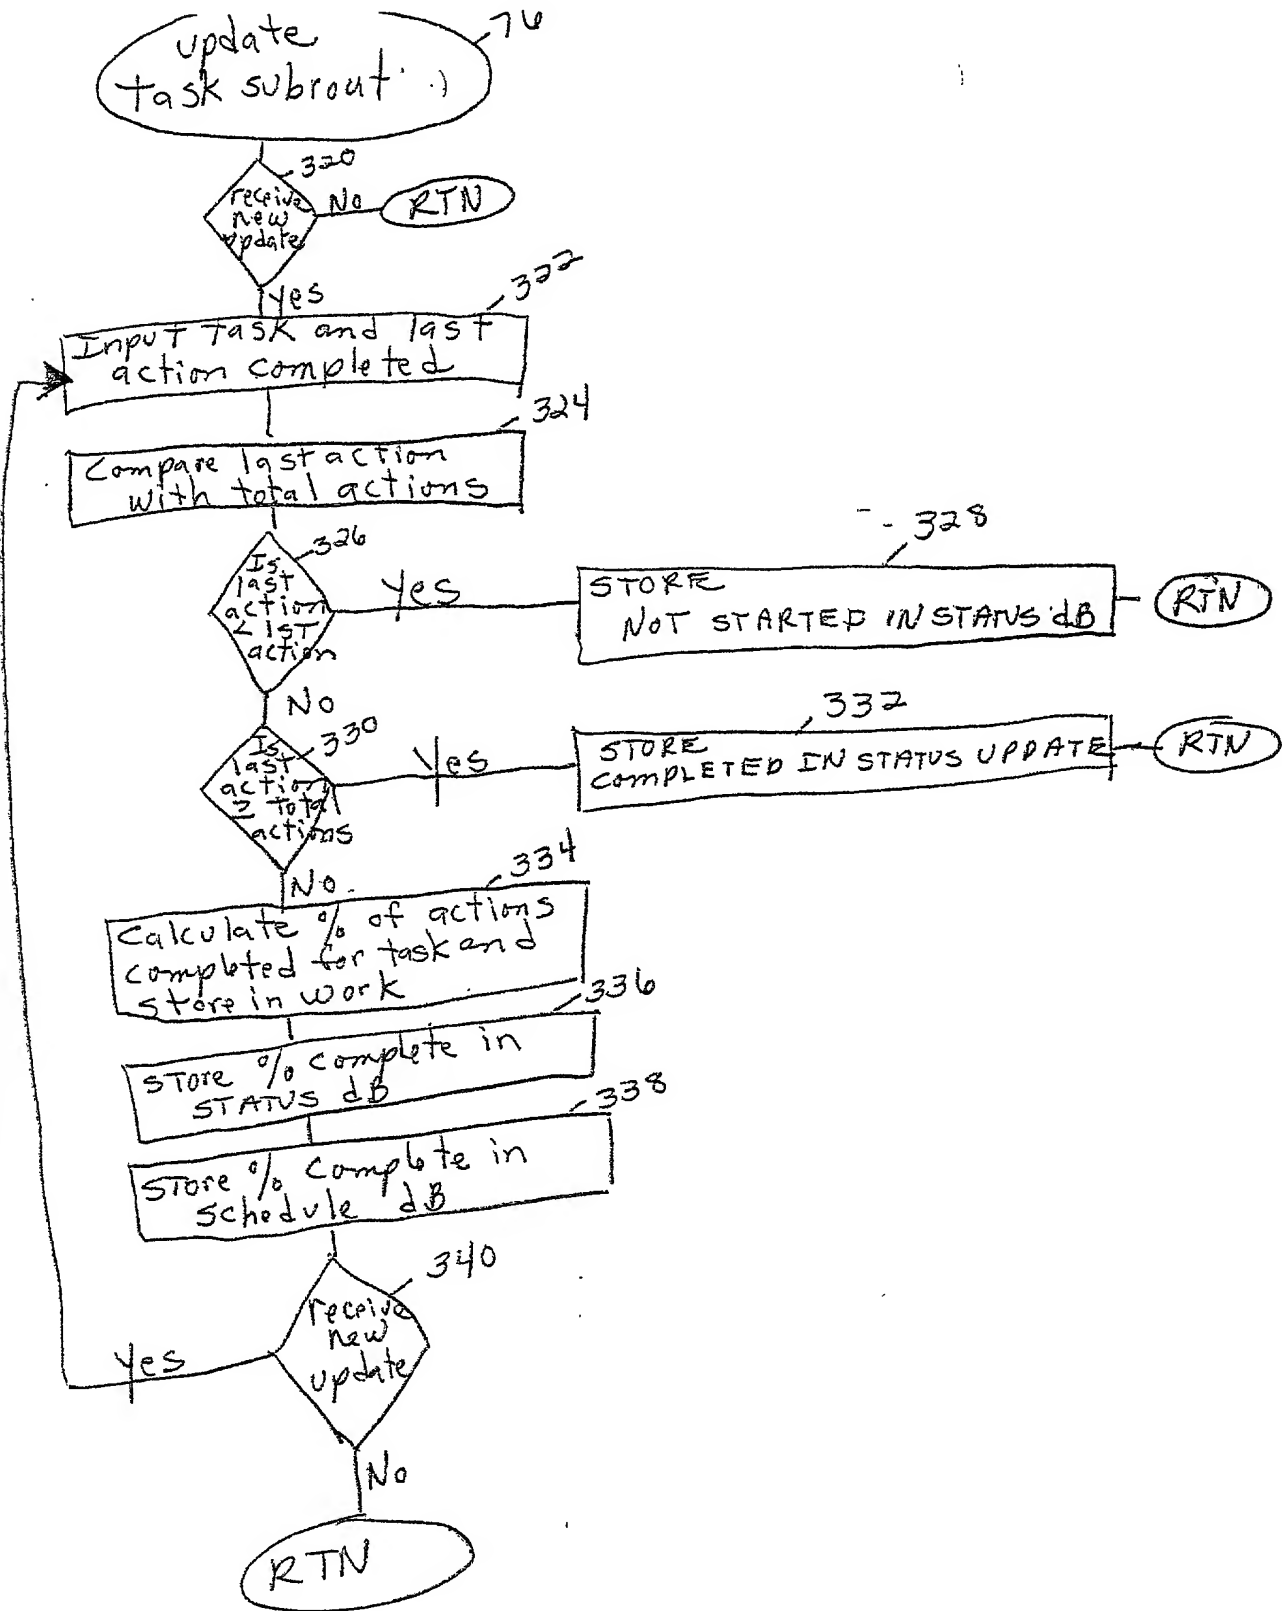 76
update
task subrout
320
receive
new
update
No
RTN
yes
322
Input task and last
action completed
324
Compare last action
with total actions
326
Is
last
action
< 1st
action
Yes
328
STORE
NOT STARTED IN STATUS dB
RTN
No
330
Is
last
action
≥ total
actions
Yes
332
STORE
COMPLETED IN STATUS UPDATE
RTN
No
334
Calculate % of actions
completed for task and
store in work
336
STore % complete in
STATUS dB
338
STore % complete in
schedule dB
340
receive
new
update
Yes
No
RTN